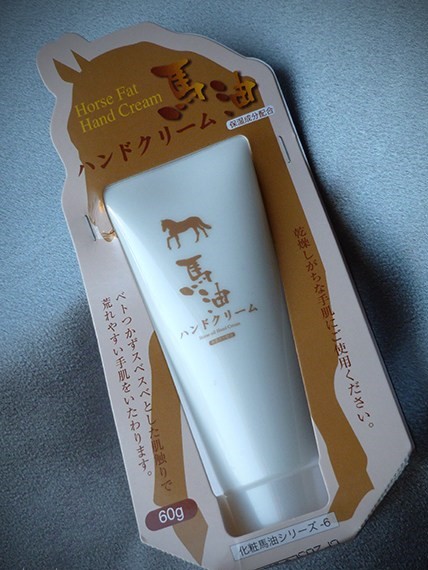 Horse Fat
Hand Cream
馬油
ハンドクリーム
保湿成分配合
馬油
ハンドクリーム
乾燥しがちな手肌にご使用ください。
ベトつかずスベスベとした肌触りで
荒れやすい手肌をいたわります。
60g
化粧馬油シリーズ-6